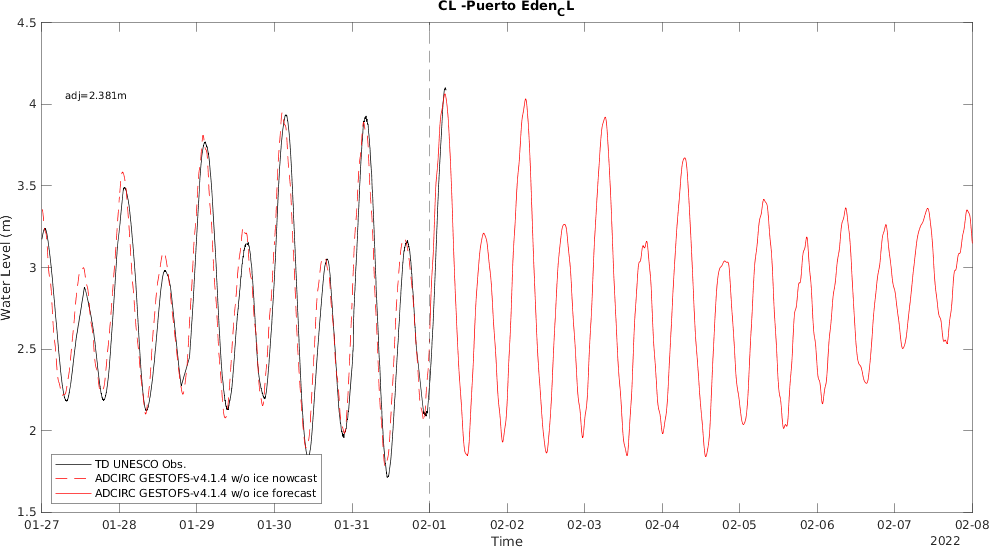 CL -Puerto Eden_CL
4.5
4
3.5
3
2.5
2
1.5
Water Level (m)
adj=2.381m
TD UNESCO Obs.
ADCIRC GESTOFS-v4.1.4 w/o ice nowcast
ADCIRC GESTOFS-v4.1.4 w/o ice forecast
01-27 01-28 01-29 01-30 01-31 02-01 02-02 02-03 02-04 02-05 02-06 02-07 02-08
Time
2022